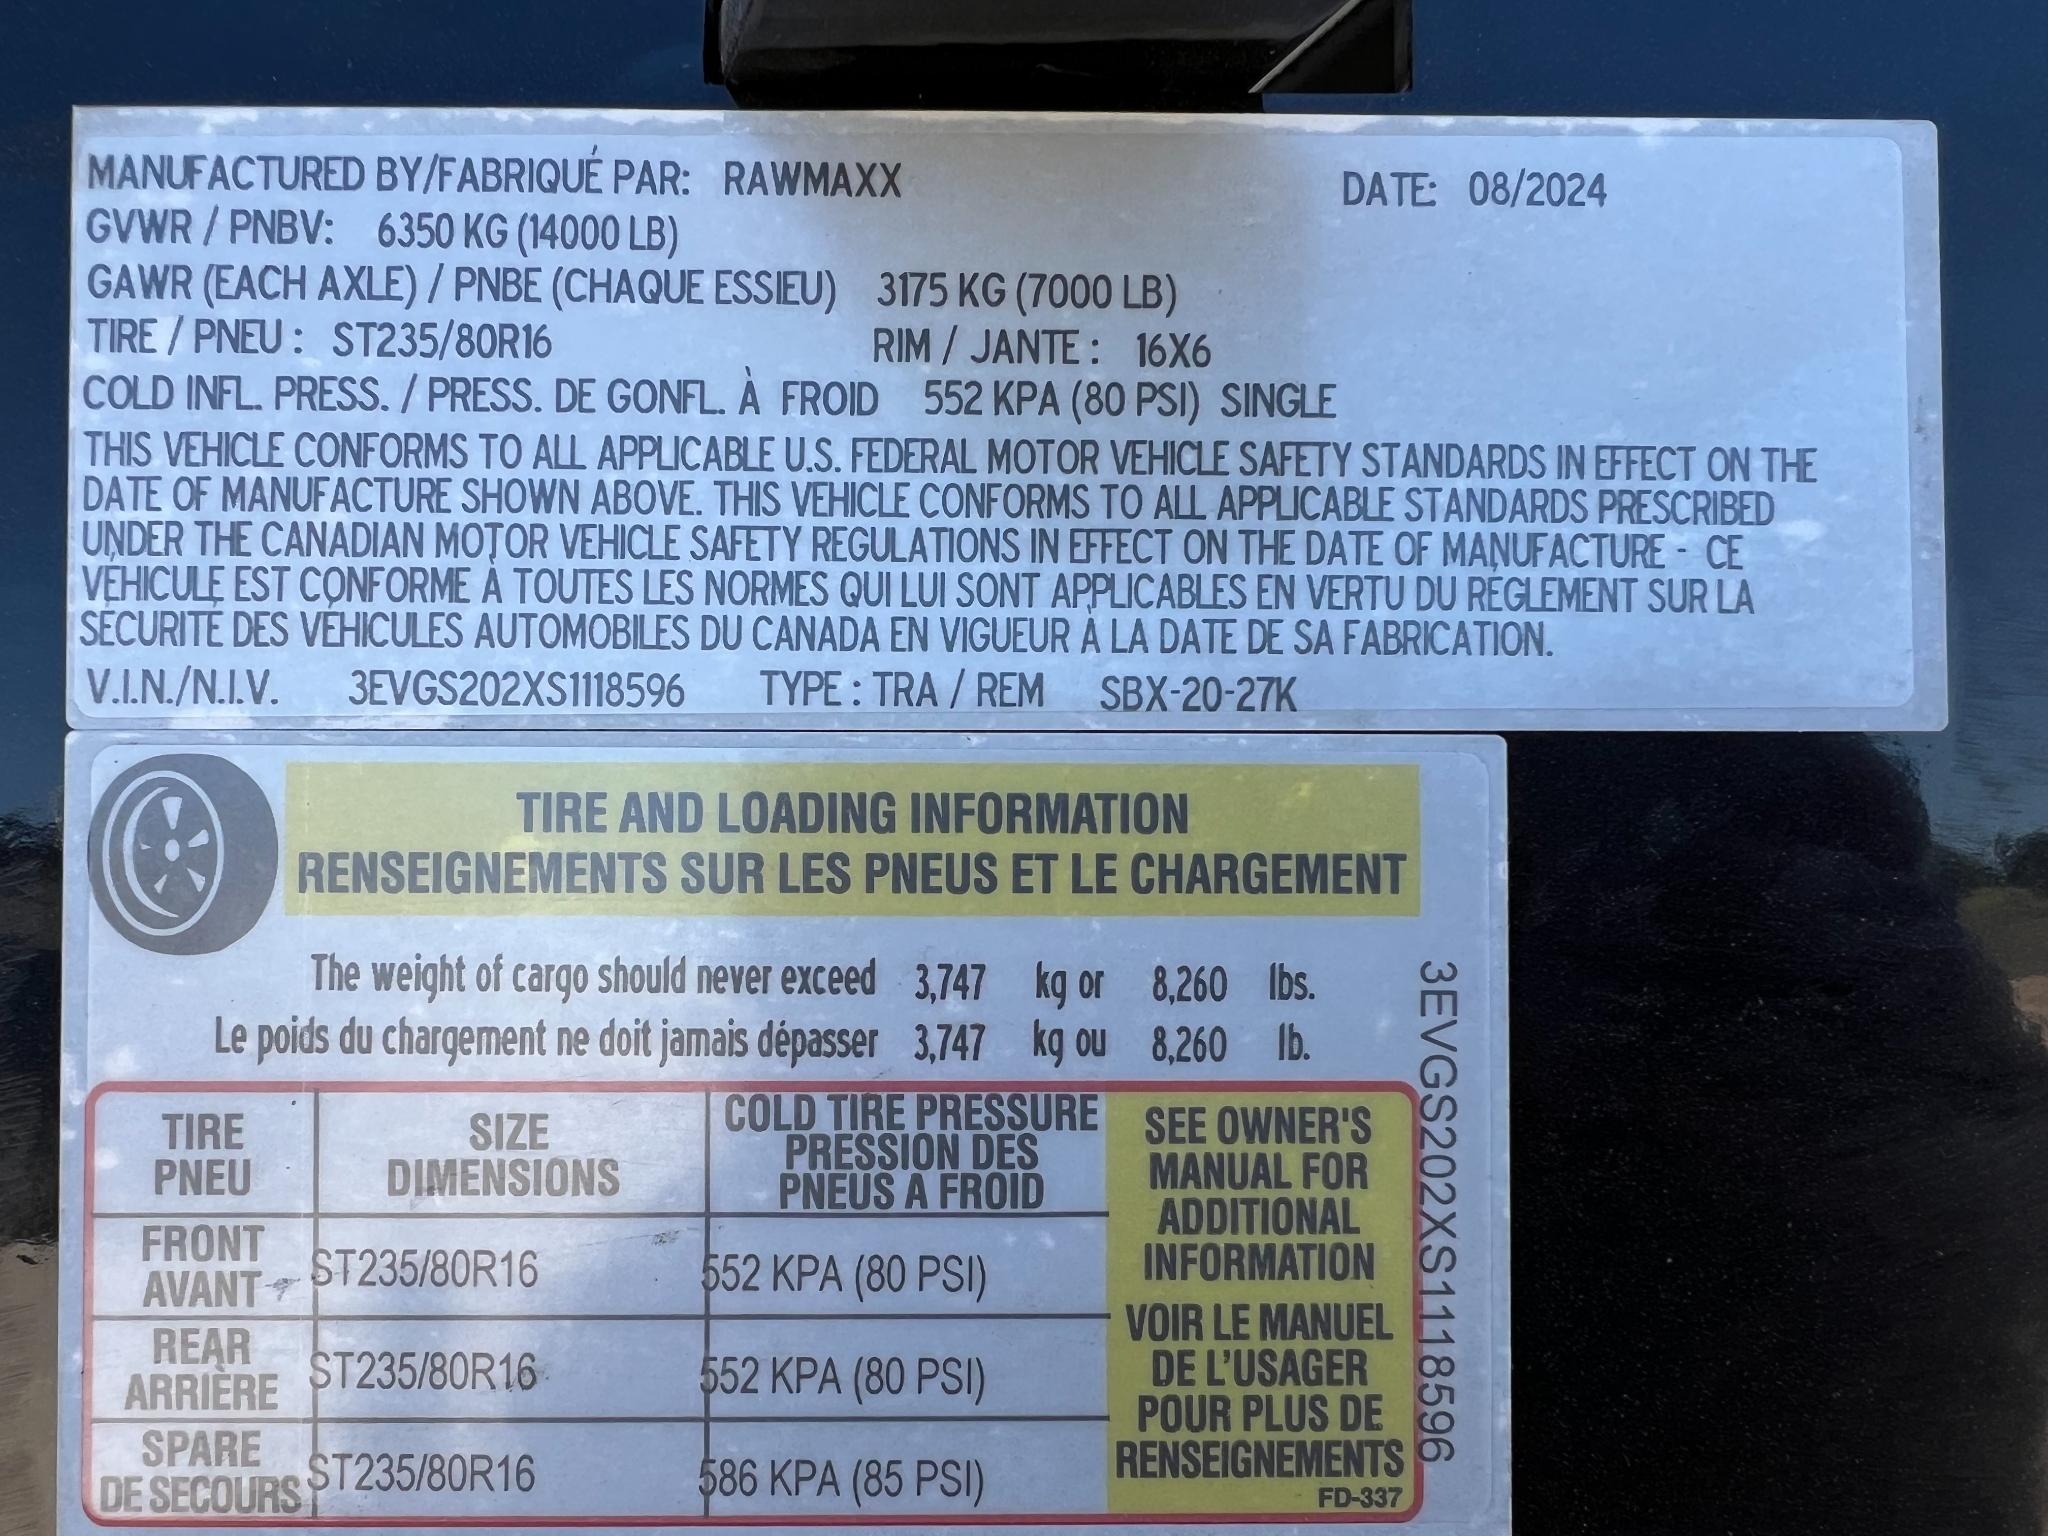 MANUFACTURED BY/FABRIQUÉ PAR: RAWMAXX DATE: 08/2024
GVWR / PNBV: 6350 KG (14000 LB)
GAWR (EACH AXLE) / PNBE (CHAQUE ESSIEU) 3175 KG (7000 LB)
TIRE / PNEU : ST235/80R16 RIM / JANTE : 16X6
COLD INFL. PRESS. / PRESS. DE GONFL. À FROID 552 KPA (80 PSI) SINGLE
THIS VEHICLE CONFORMS TO ALL APPLICABLE U.S. FEDERAL MOTOR VEHICLE SAFETY STANDARDS IN EFFECT ON THE
DATE OF MANUFACTURE SHOWN ABOVE. THIS VEHICLE CONFORMS TO ALL APPLICABLE STANDARDS PRESCRIBED
UNDER THE CANADIAN MOTOR VEHICLE SAFETY REGULATIONS IN EFFECT ON THE DATE OF MANUFACTURE - CE
VÉHICULE EST CONFORME À TOUTES LES NORMES QUI LUI SONT APPLICABLES EN VERTU DU RÈGLEMENT SUR LA
SÉCURITÉ DES VÉHICULES AUTOMOBILES DU CANADA EN VIGUEUR À LA DATE DE SA FABRICATION.
V.I.N./N.I.V. 3EVGS202XS1118596 TYPE : TRA / REM SBX-20-27K
TIRE AND LOADING INFORMATION
RENSEIGNEMENTS SUR LES PNEUS ET LE CHARGEMENT
The weight of cargo should never exceed 3,747 kg or 8,260 lbs.
Le poids du chargement ne doit jamais dépasser 3,747 kg ou 8,260 lb.
TIRE
PNEU
SIZE
DIMENSIONS
COLD TIRE PRESSURE
PRESSION DES
PNEUS A FROID
FRONT
AVANT
ST235/80R16 552 KPA (80 PSI)
REAR
ARRIÈRE
ST235/80R16 552 KPA (80 PSI)
SPARE
DE SECOURS
ST235/80R16 586 KPA (85 PSI)
SEE OWNER'S
MANUAL FOR
ADDITIONAL
INFORMATION
VOIR LE MANUEL
DE L'USAGER
POUR PLUS DE
RENSEIGNEMENTS
FD-337
3EVGS202XS1118596